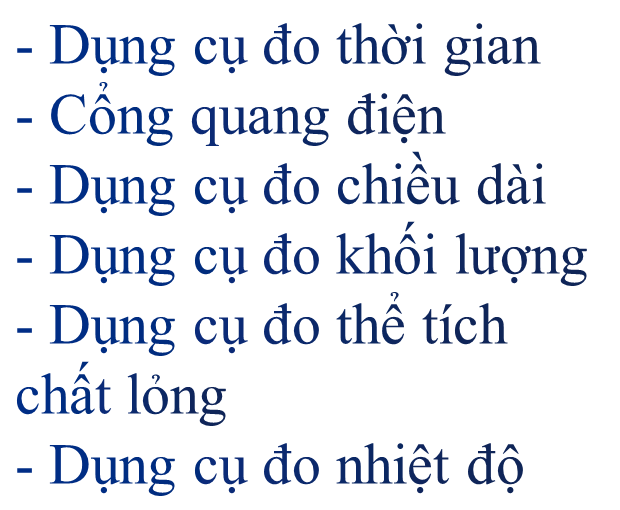 - Dụng cụ đo thời gian
- Cổng quang điện
- Dụng cụ đo chiều dài
- Dụng cụ đo khối lượng
- Dụng cụ đo thể tích
chất lỏng
- Dụng cụ đo nhiệt độ